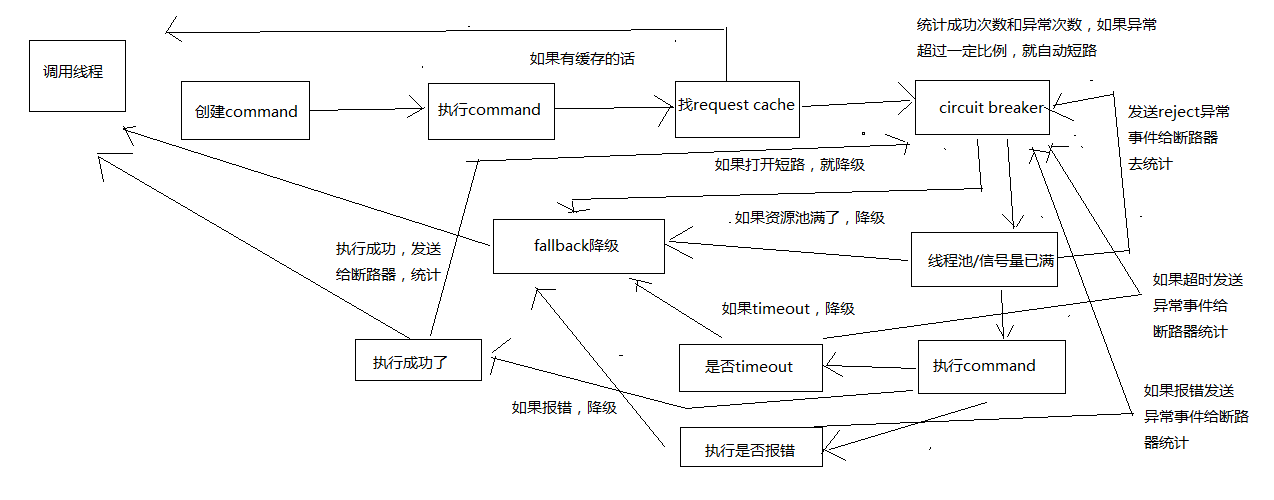 统计成功次数和异常次数，如果异常
超过一定比例，就自动短路
调用线程
如果有缓存的话
创建command
执行command
找request cache
circuit breaker
发送reject异常
事件给断路器
去统计
如果打开短路，就降级
如果资源池满了，降级
执行成功，发送
给断路器，统计
fallback降级
线程池/信号量已满
如果超时发送
异常事件给
断路器统计
如果timeout，降级
执行成功了
是否timeout
执行command
如果报错，降级
如果报错发送
异常事件给断路
器统计
执行是否报错